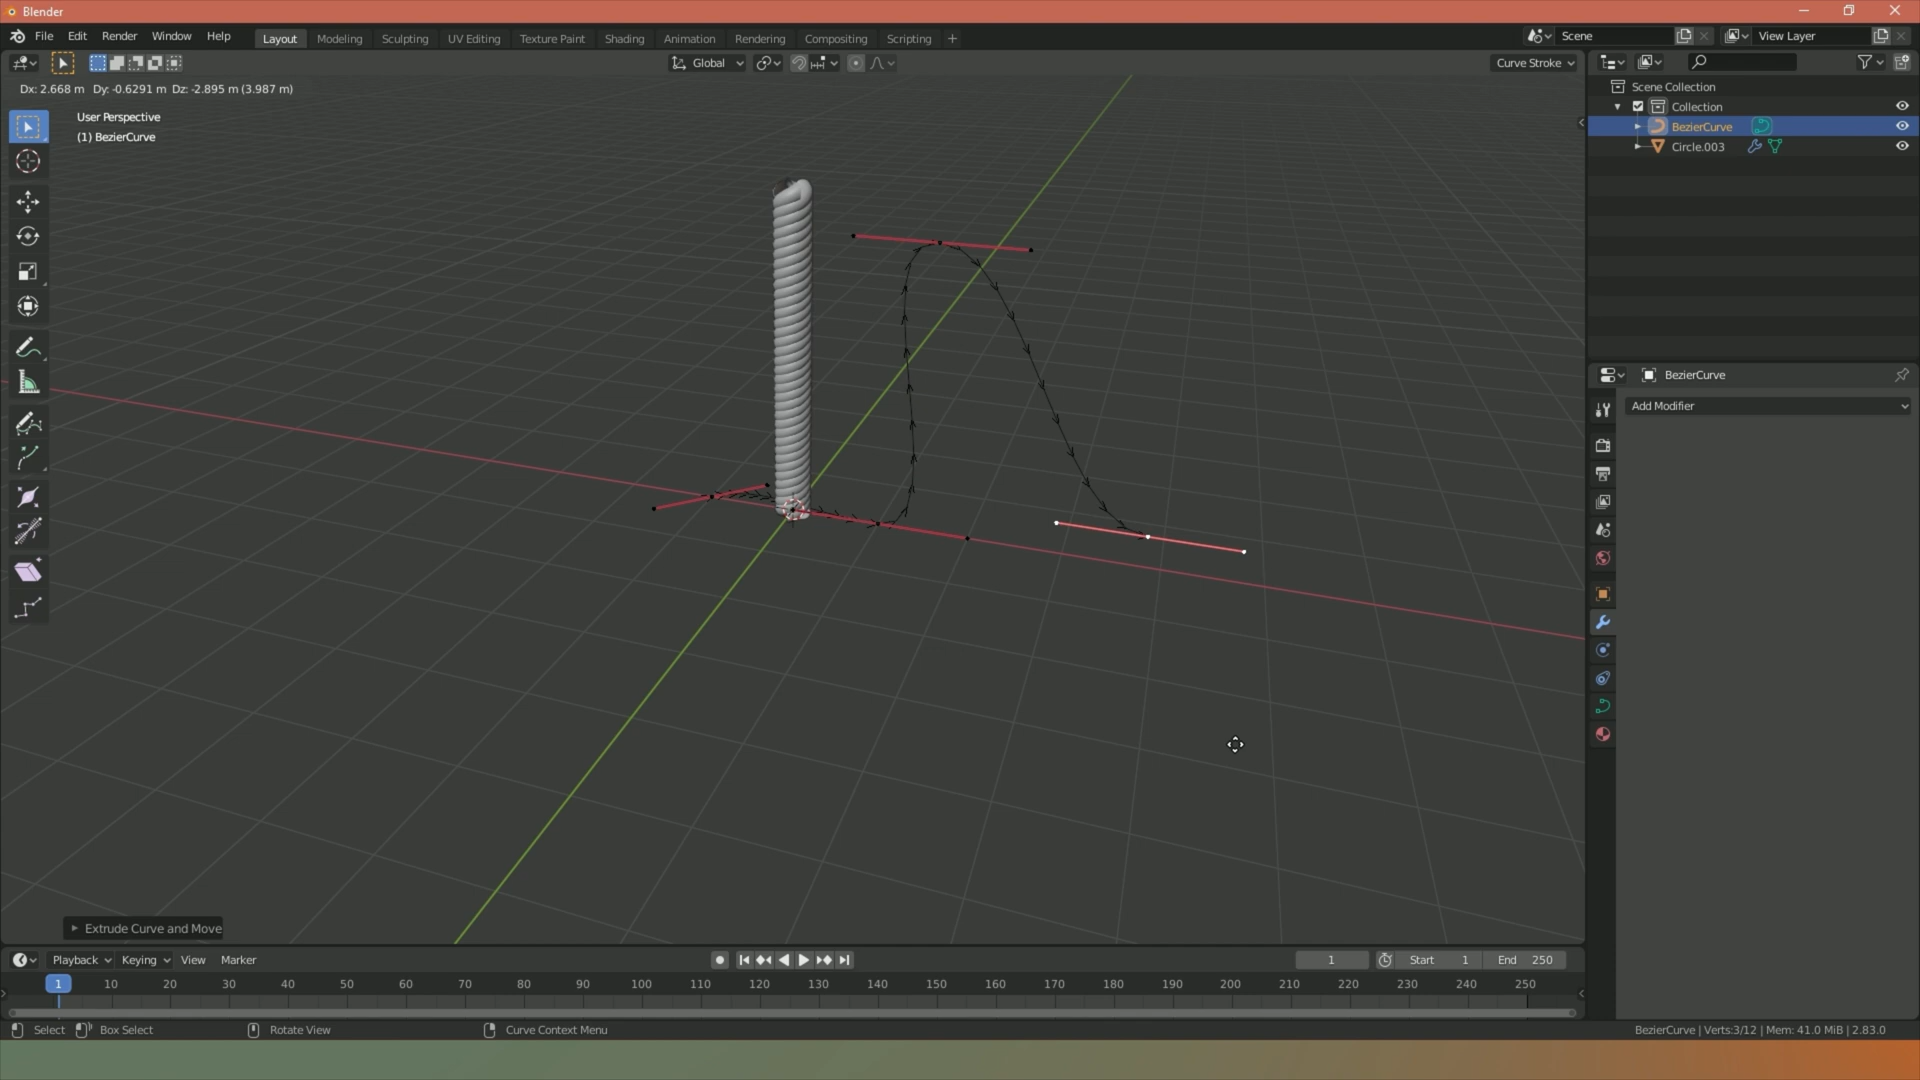 Blender
File Edit Render Window Help
Layout Modeling Sculpting UV Editing Texture Paint Shading Animation Rendering Compositing Scripting +
Scene
View Layer
Global
Curve Stroke
Dx: 2.668 m Dy: -0.6291 m Dz: -2.895 m (3.987 m)
User Perspective
(1) BezierCurve
Scene Collection
Collection
BezierCurve
Circle.003
BezierCurve
Add Modifier
Extrude Curve and Move
Playback Keying View Marker
1 Start 1 End 250
1 10 20 30 40 50 60 70 80 90 100 110 120 130 140 150 160 170 180 190 200 210 220 230 240 250
Select Box Select Rotate View Curve Context Menu
BezierCurve | Verts:3/12 | Mem: 41.0 MiB | 2.83.0